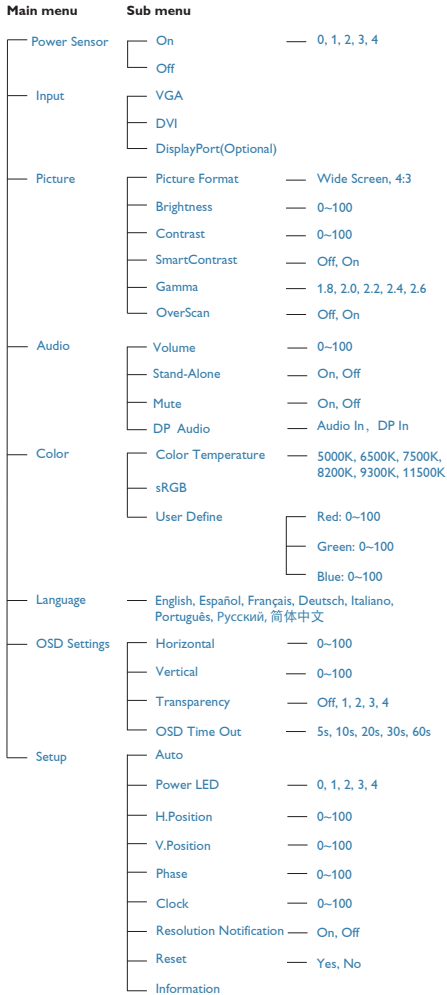 Main menu Sub menu
Power Sensor On 0, 1, 2, 3, 4
Off
Input VGA
DVI
DisplayPort(Optional)
Picture Picture Format Wide Screen, 4:3
Brightness 0~100
Contrast 0~100
SmartContrast Off, On
Gamma 1.8, 2.0, 2.2, 2.4, 2.6
OverScan Off, On
Audio Volume 0~100
Stand-Alone On, Off
Mute On, Off
DP Audio Audio In，DP In
Color Color Temperature 5000K, 6500K, 7500K,
8200K, 9300K, 11500K
sRGB
User Define Red: 0~100
Green: 0~100
Blue: 0~100
Language English, Español, Français, Deutsch, Italiano,
Português, Русский, 简体中文
OSD Settings Horizontal 0~100
Vertical 0~100
Transparency Off, 1, 2, 3, 4
OSD Time Out 5s, 10s, 20s, 30s, 60s
Setup Auto
Power LED 0, 1, 2, 3, 4
H.Position 0~100
V.Position 0~100
Phase 0~100
Clock 0~100
Resolution Notification On, Off
Reset Yes, No
Information